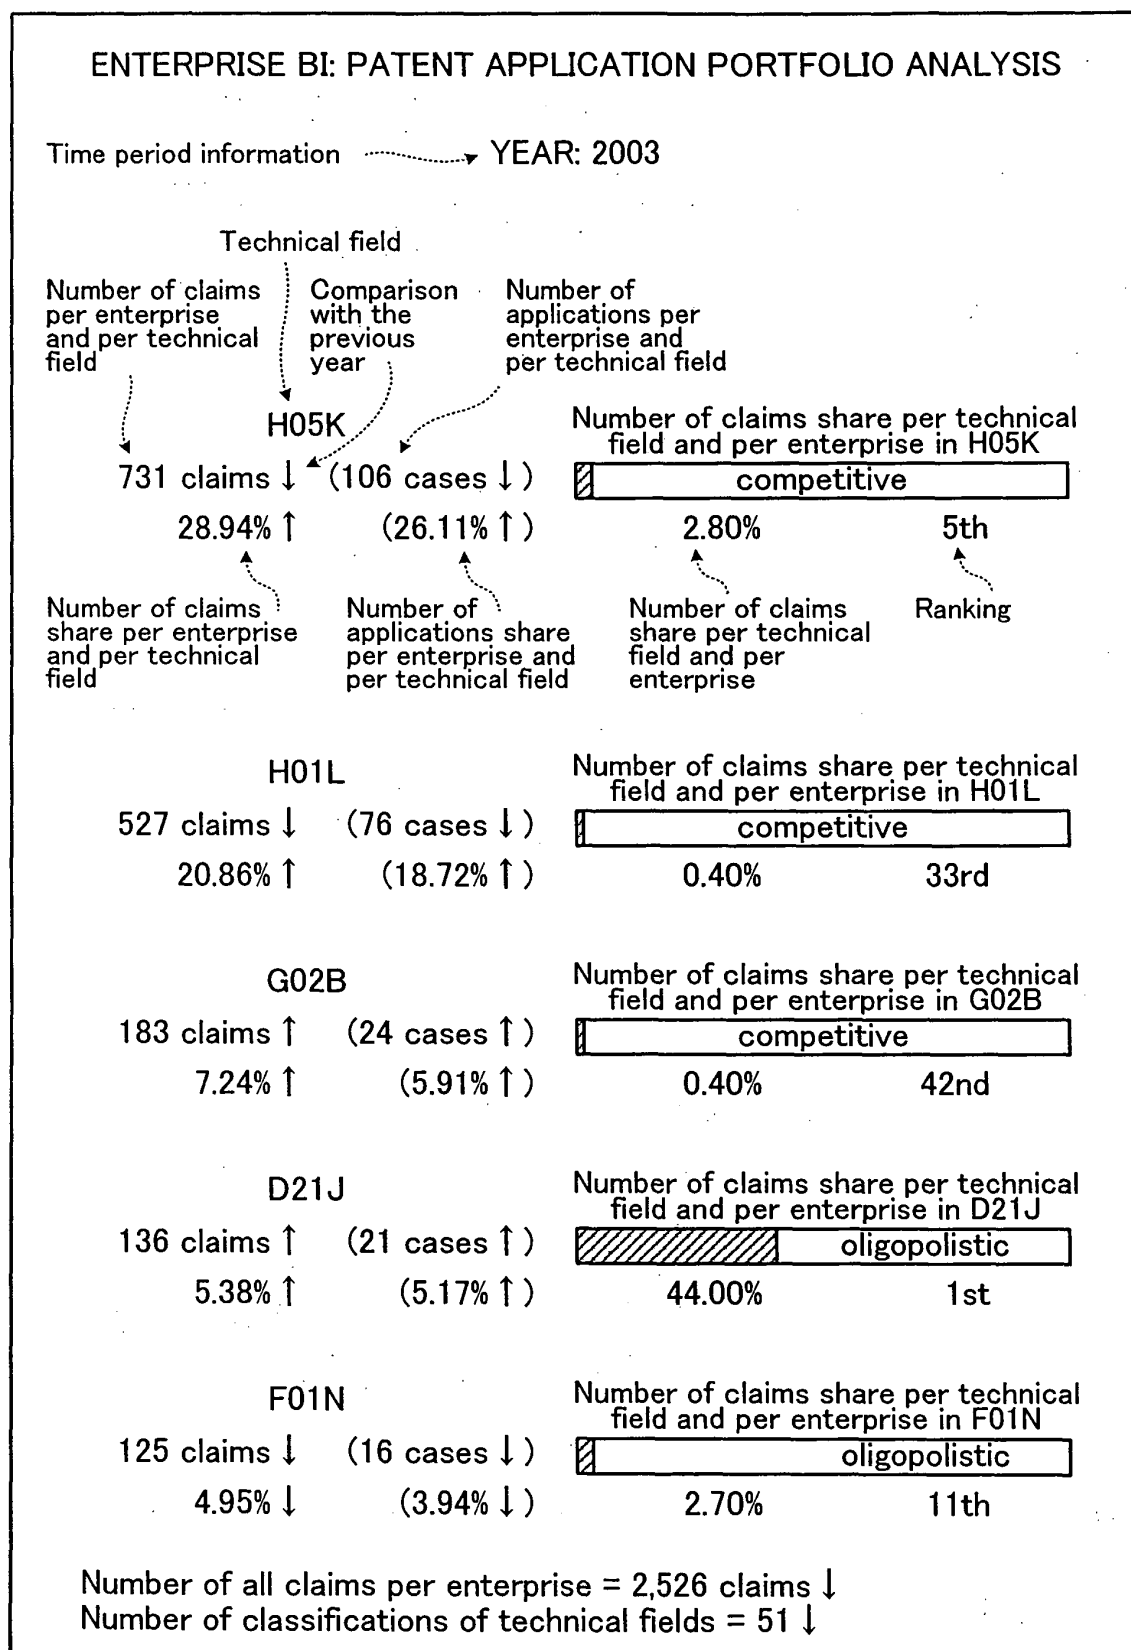 ENTERPRISE BI: PATENT APPLICATION PORTFOLIO ANALYSIS
Time period information
YEAR: 2003
Technical field
Number of claims
per enterprise
and per technical
field
Comparison
with the
previous
year
Number of
applications per
enterprise and
per technical field
H05K
731 claims ↓ (106 cases ↓)
28.94% ↑ (26.11% ↑)
Number of claims share per technical
field and per enterprise in H05K
competitive
2.80% 5th
Number of claims
share per enterprise
and per technical
field
Number of
applications share
per enterprise and
per technical field
Number of claims
share per technical
field and per
enterprise
Ranking
H01L
527 claims ↓ (76 cases ↓)
20.86% ↑ (18.72% ↑)
Number of claims share per technical
field and per enterprise in H01L
competitive
0.40% 33rd
G02B
183 claims ↑ (24 cases ↑)
7.24% ↑ (5.91% ↑)
Number of claims share per technical
field and per enterprise in G02B
competitive
0.40% 42nd
D21J
136 claims ↑ (21 cases ↑)
5.38% ↑ (5.17% ↑)
Number of claims share per technical
field and per enterprise in D21J
oligopolistic
44.00% 1st
F01N
125 claims ↓ (16 cases ↓)
4.95% ↓ (3.94% ↓)
Number of claims share per technical
field and per enterprise in F01N
oligopolistic
2.70% 11th
Number of all claims per enterprise = 2,526 claims ↓
Number of classifications of technical fields = 51 ↓